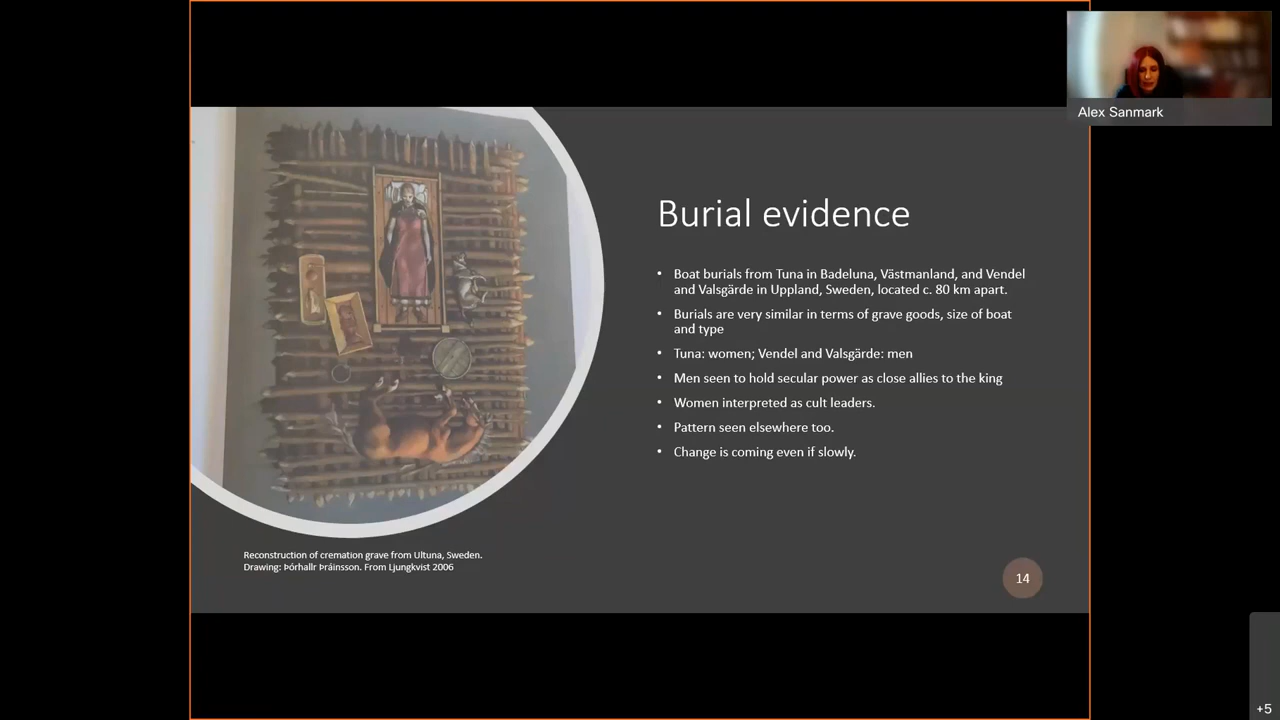 Alex Sanmark
Burial evidence
• Boat burials from Tuna in Badeluna, Västmanland, and Vendel
and Valsgärde in Uppland, Sweden, located c. 80 km apart.
• Burials are very similar in terms of grave goods, size of boat
and type
• Tuna: women; Vendel and Valsgärde: men
• Men seen to hold secular power as close allies to the king
• Women interpreted as cult leaders.
• Pattern seen elsewhere too.
• Change is coming even if slowly.
Reconstruction of cremation grave from Ultuna, Sweden.
Drawing: Þórhallr Þráinsson. From Ljungkvist 2006
14
+5